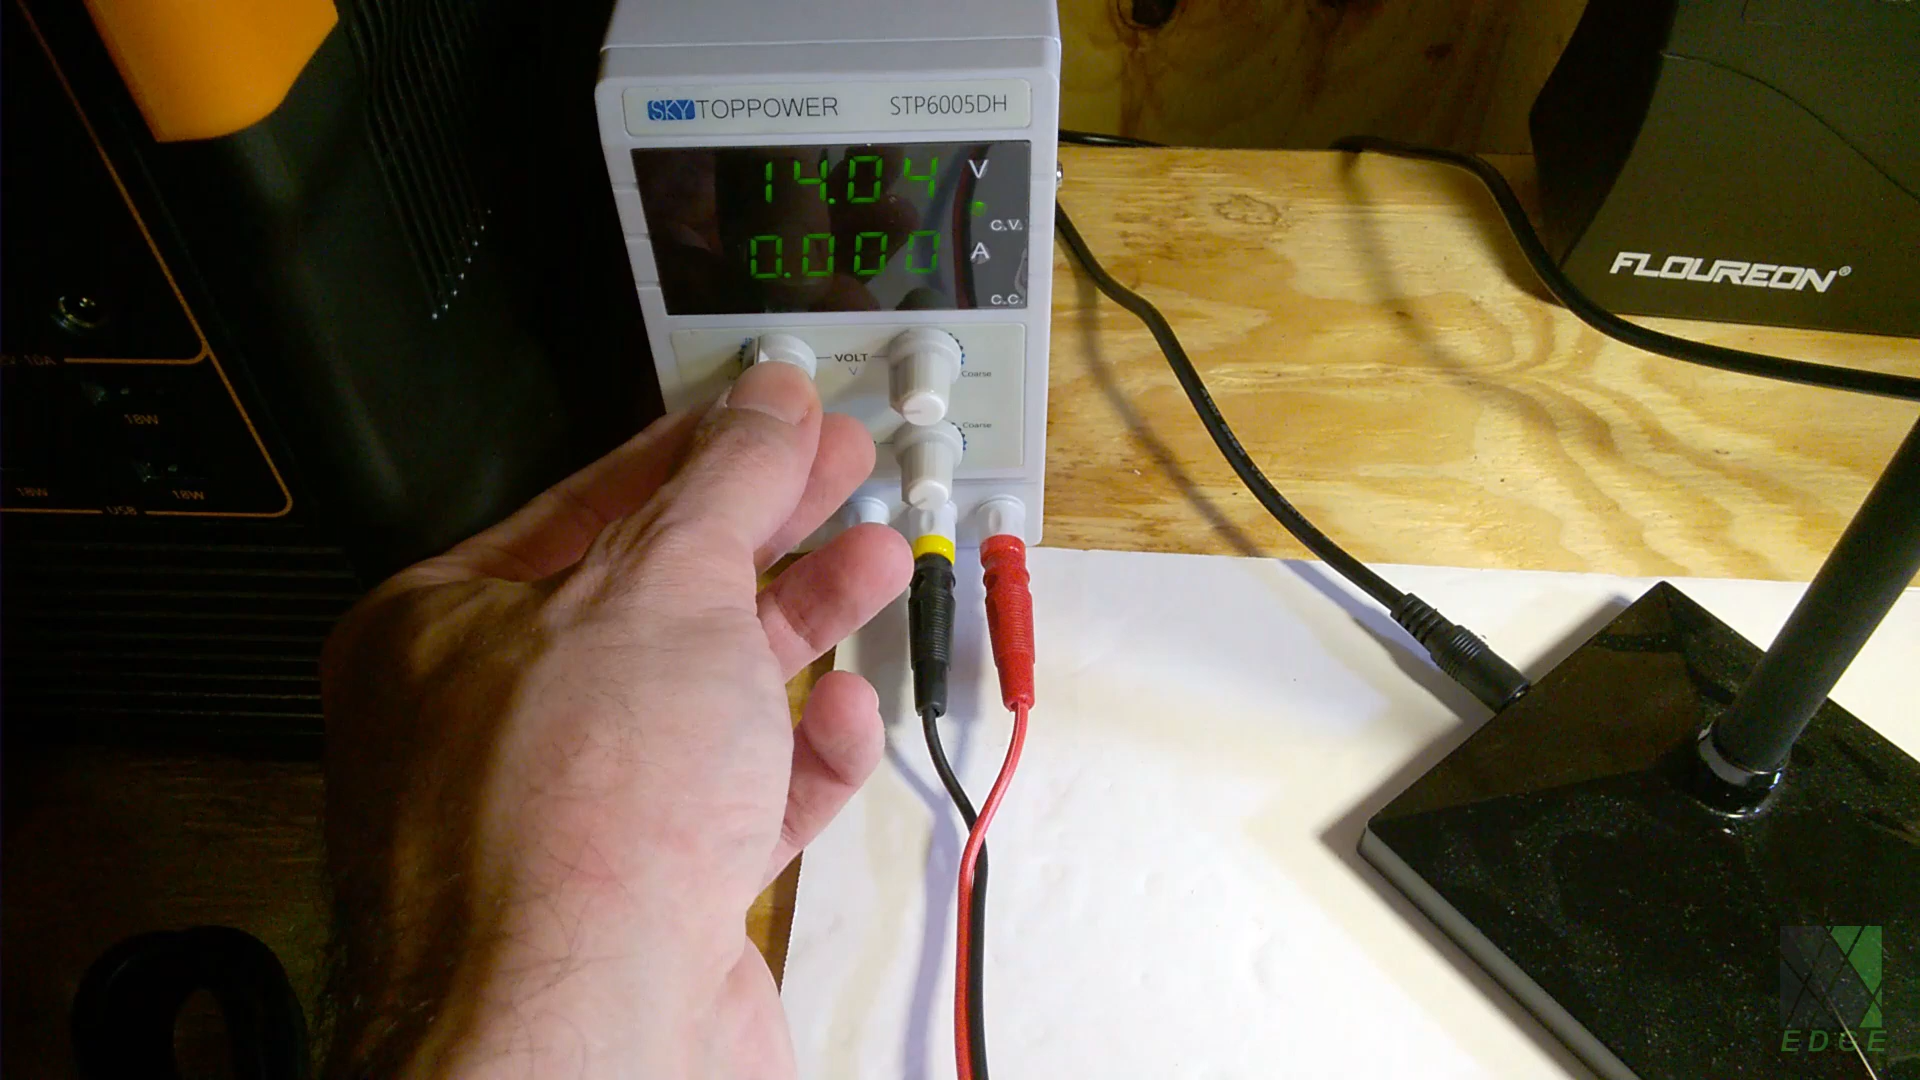 SKYTOPPOWER STP6005DH
14.04 V
C.V.
0.000 A
C.C.
VOLT
V
Coarse
Coarse
FLOUREON®
18W
18W
18W
USB
EDGE